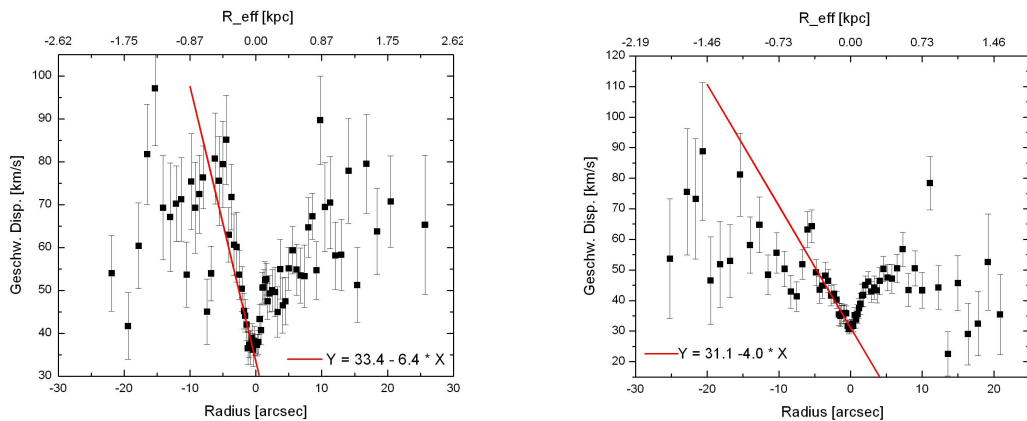 R_eff [kpc]
-2.62 -1.75 -0.87 0.00 0.87 1.75 2.62
Geschw. Disp. [km/s]
100
90
80
70
60
50
40
30
Y = 33.4 - 6.4 * X
-30 -20 -10 0 10 20 30
Radius [arcsec]
R_eff [kpc]
-2.19 -1.46 -0.73 0.00 0.73 1.46
Geschw. Disp. [km/s]
120
110
100
90
80
70
60
50
40
30
20
Y = 31.1 -4.0 * X
-30 -20 -10 0 10 20
Radius [arcsec]